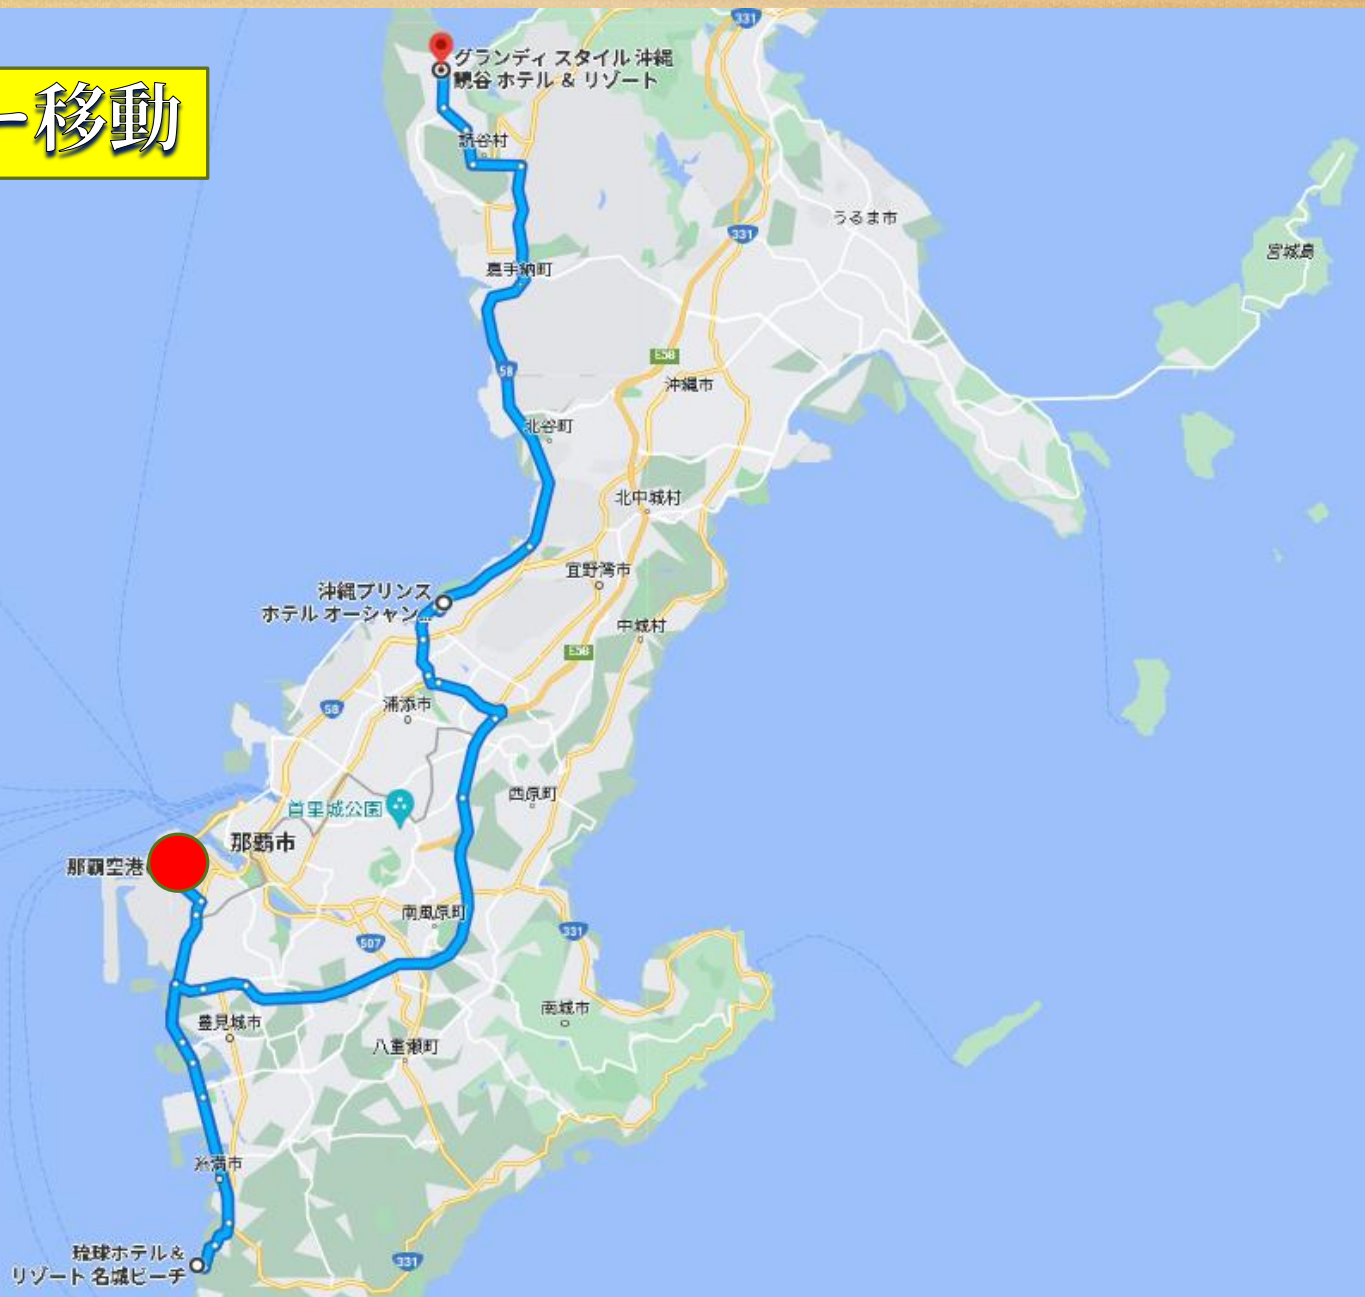 331
グランディ スタイル 沖縄
読谷 ホテル & リゾート
ー移動
読谷村
うるま市
331
宮城島
嘉手納町
E58
58
沖縄市
北谷町
北中城村
宜野湾市
沖縄プリンス
ホテル オーシャン...
中城村
E58
浦添市
58
西原町
首里城公園
那覇市
那覇空港
南風原町
331
507
南城市
豊見城市
八重瀬町
糸満市
琉球ホテル &
リゾート 名城ビーチ
331